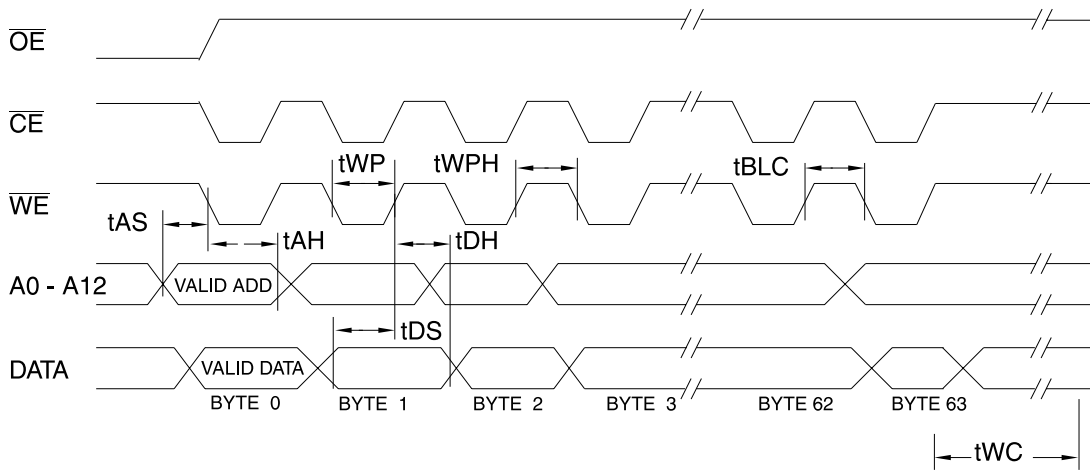 OE
CE
tWP
tWPH
tBLC
WE
tAS
tAH
tDH
A0 - A12
VALID ADD
tDS
DATA
VALID DATA
BYTE 0
BYTE 1
BYTE 2
BYTE 3
BYTE 62
BYTE 63
tWC